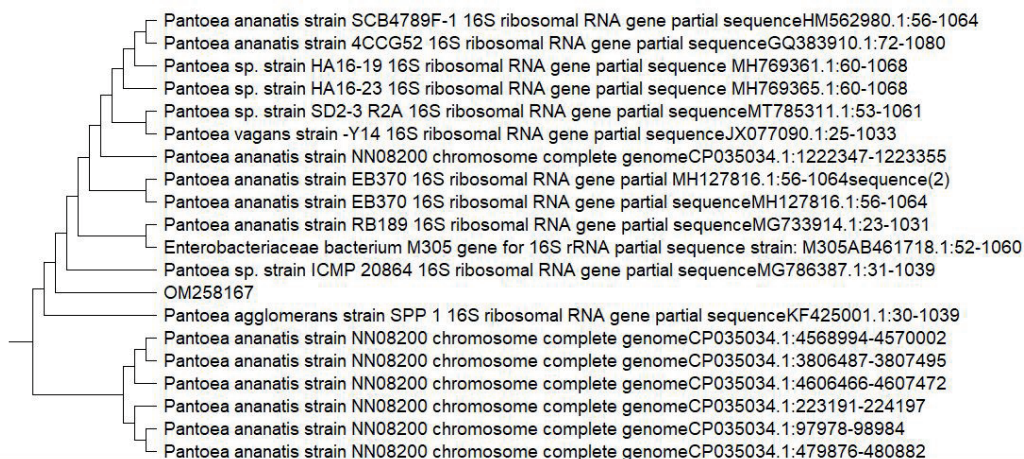 Pantoea ananatis strain SCB4789F-1 16S ribosomal RNA gene partial sequenceHM562980.1:56-1064
Pantoea ananatis strain 4CCG52 16S ribosomal RNA gene partial sequenceGQ383910.1:72-1080
Pantoea sp. strain HA16-19 16S ribosomal RNA gene partial sequence MH769361.1:60-1068
Pantoea sp. strain HA16-23 16S ribosomal RNA gene partial sequence MH769365.1:60-1068
Pantoea sp. strain SD2-3 R2A 16S ribosomal RNA gene partial sequenceMT785311.1:53-1061
Pantoea vagans strain -Y14 16S ribosomal RNA gene partial sequenceJX077090.1:25-1033
Pantoea ananatis strain NN08200 chromosome complete genomeCP035034.1:1222347-1223355
Pantoea ananatis strain EB370 16S ribosomal RNA gene partial MH127816.1:56-1064sequence(2)
Pantoea ananatis strain EB370 16S ribosomal RNA gene partial sequenceMH127816.1:56-1064
Pantoea ananatis strain RB189 16S ribosomal RNA gene partial sequenceMG733914.1:23-1031
Enterobacteriaceae bacterium M305 gene for 16S rRNA partial sequence strain: M305AB461718.1:52-1060
Pantoea sp. strain ICMP 20864 16S ribosomal RNA gene partial sequenceMG786387.1:31-1039
OM258167
Pantoea agglomerans strain SPP 1 16S ribosomal RNA gene partial sequenceKF425001.1:30-1039
Pantoea ananatis strain NN08200 chromosome complete genomeCP035034.1:4568994-4570002
Pantoea ananatis strain NN08200 chromosome complete genomeCP035034.1:3806487-3807495
Pantoea ananatis strain NN08200 chromosome complete genomeCP035034.1:4606466-4607472
Pantoea ananatis strain NN08200 chromosome complete genomeCP035034.1:223191-224197
Pantoea ananatis strain NN08200 chromosome complete genomeCP035034.1:97978-98984
Pantoea ananatis strain NN08200 chromosome complete genomeCP035034.1:479876-480882